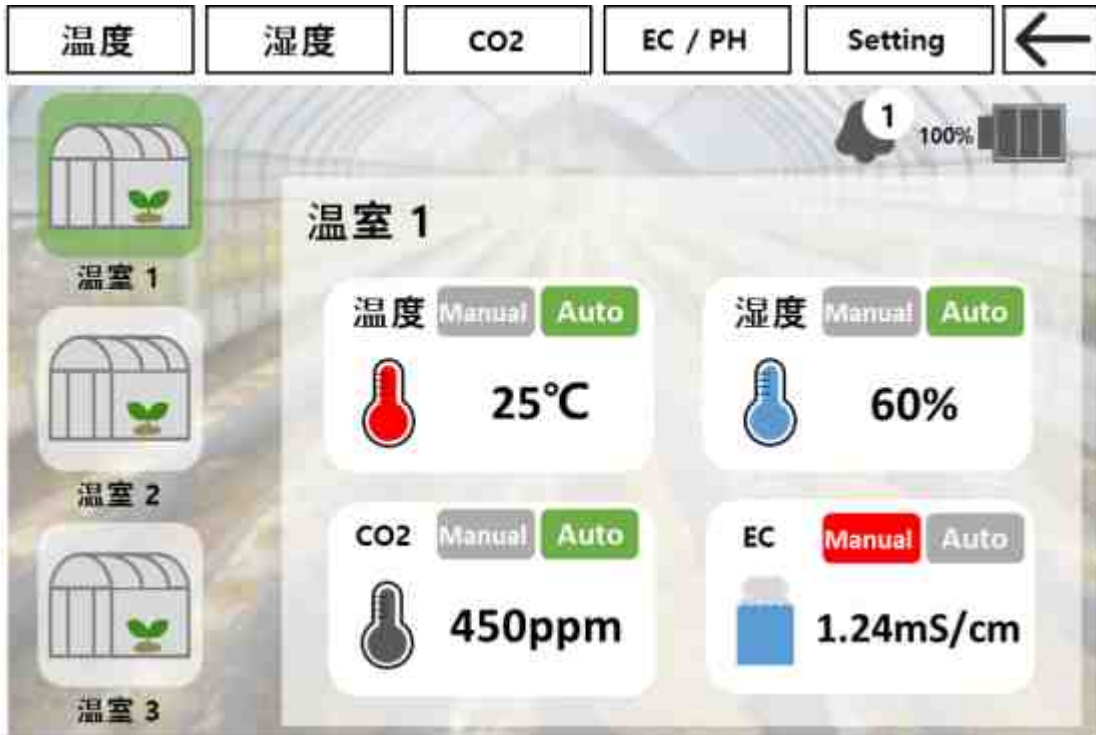 温度 湿度 CO2 EC / PH Setting
1 100%
温室 1
温室 1
温度 Manual Auto
25℃
湿度 Manual Auto
60%
温室 2
CO2 Manual Auto
450ppm
EC Manual Auto
1.24mS/cm
温室 3